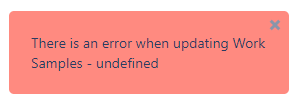 There is an error when updating Work
Samples - undefined